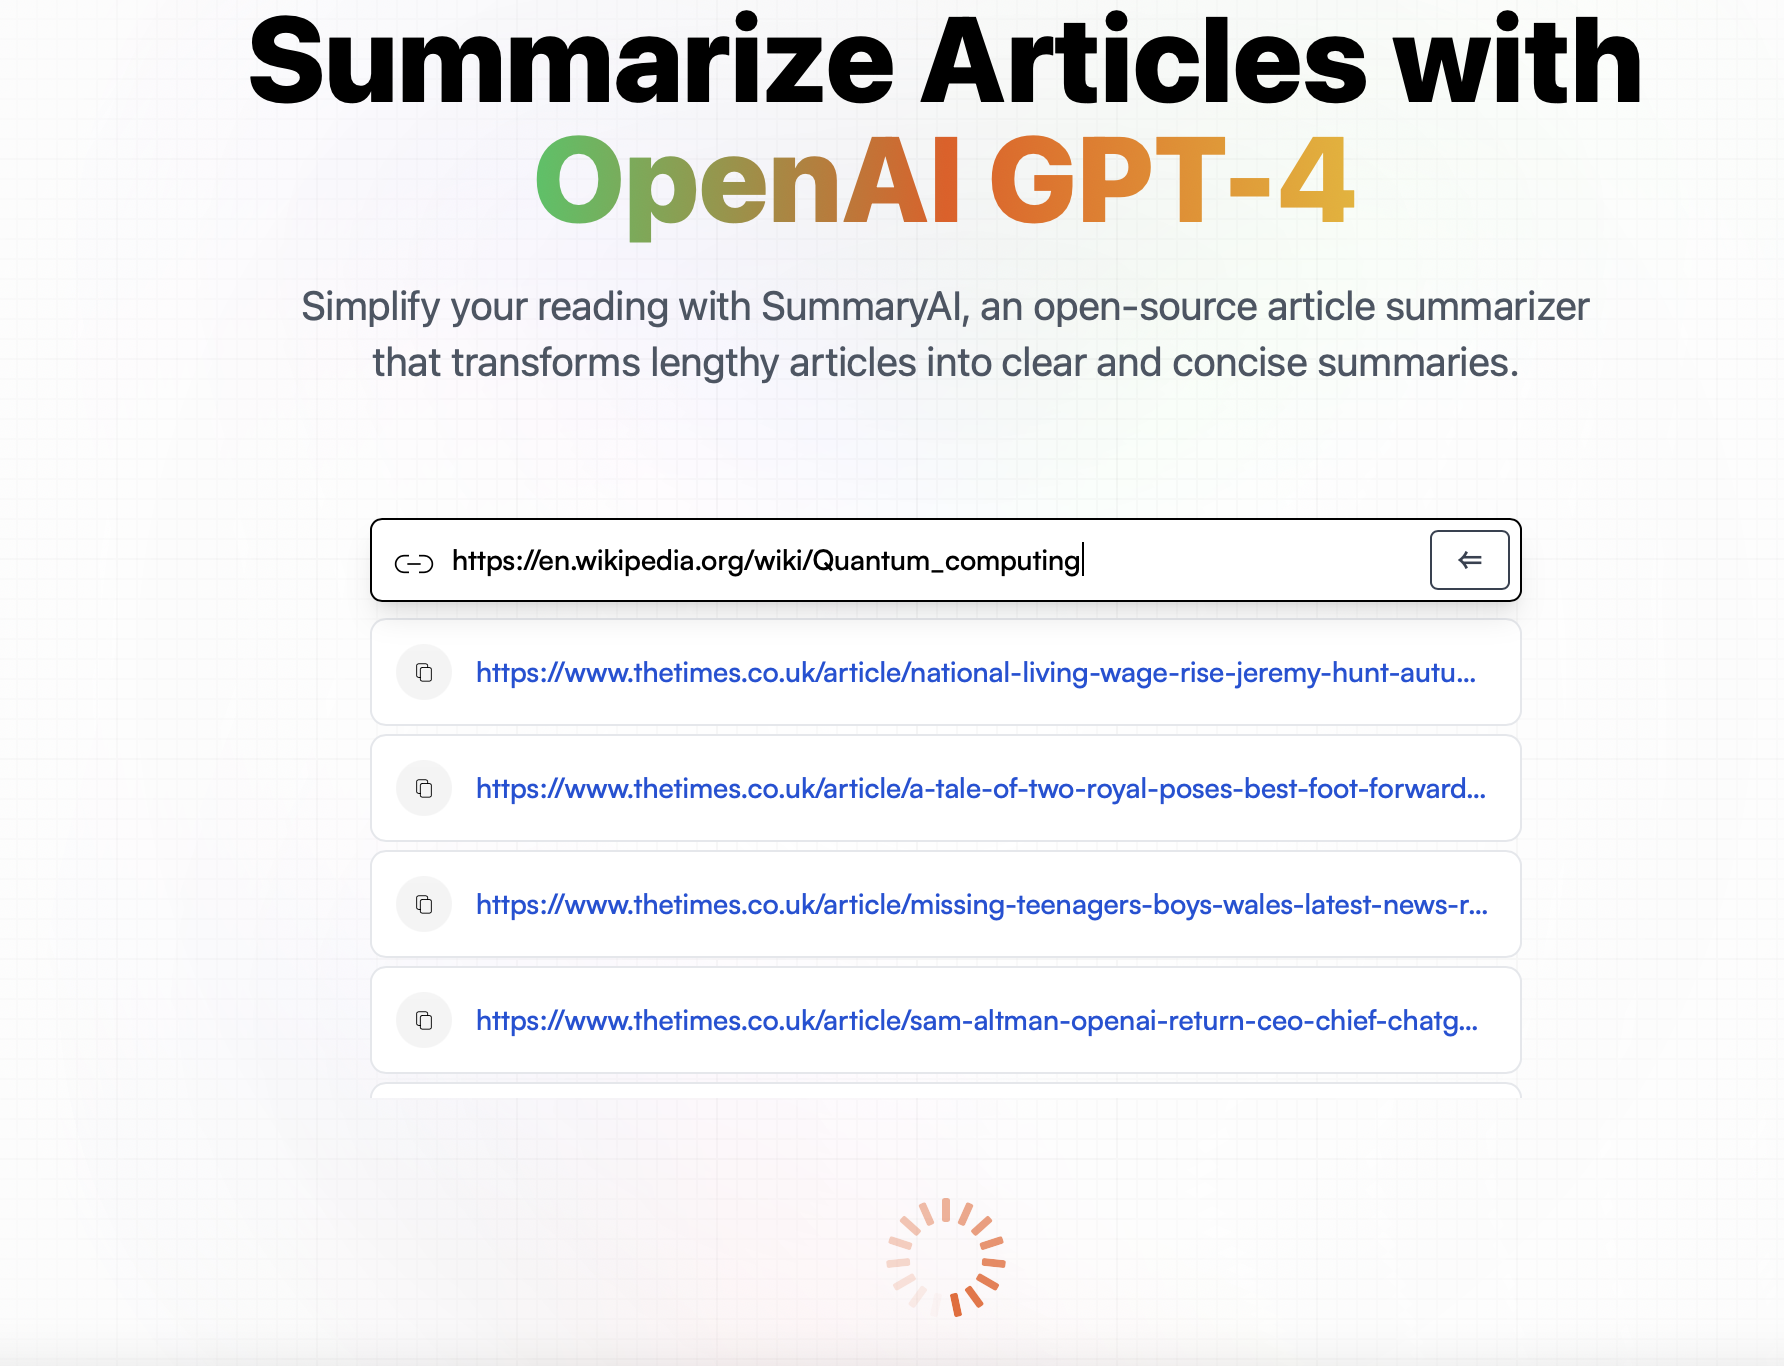 Summarize Articles with
OpenAI GPT-4
Simplify your reading with SummaryAI, an open-source article summarizer
that transforms lengthy articles into clear and concise summaries.
https://en.wikipedia.org/wiki/Quantum_computing
https://www.thetimes.co.uk/article/national-living-wage-rise-jeremy-hunt-autu...
https://www.thetimes.co.uk/article/a-tale-of-two-royal-poses-best-foot-forward...
https://www.thetimes.co.uk/article/missing-teenagers-boys-wales-latest-news-r...
https://www.thetimes.co.uk/article/sam-altman-openai-return-ceo-chief-chatg...